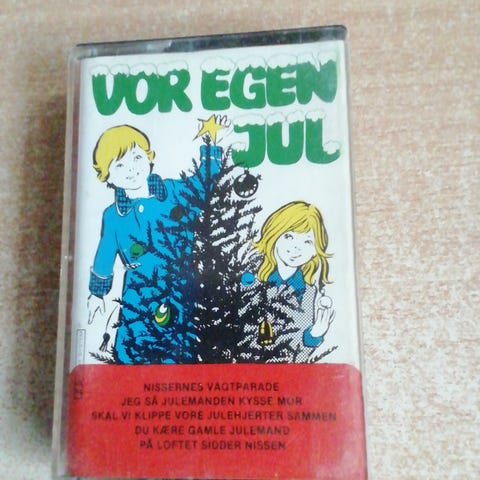 VOR EGEN
JUL
NISSERNES VAGTPARADE
JEG SÅ JULEMANDEN KYSSE MOR
SKAL VI KLIPPE VORE JULEHJERTER SAMMEN
DU KÆRE GAMLE JULEMAND
PÅ LOFTET SIDDER NISSEN